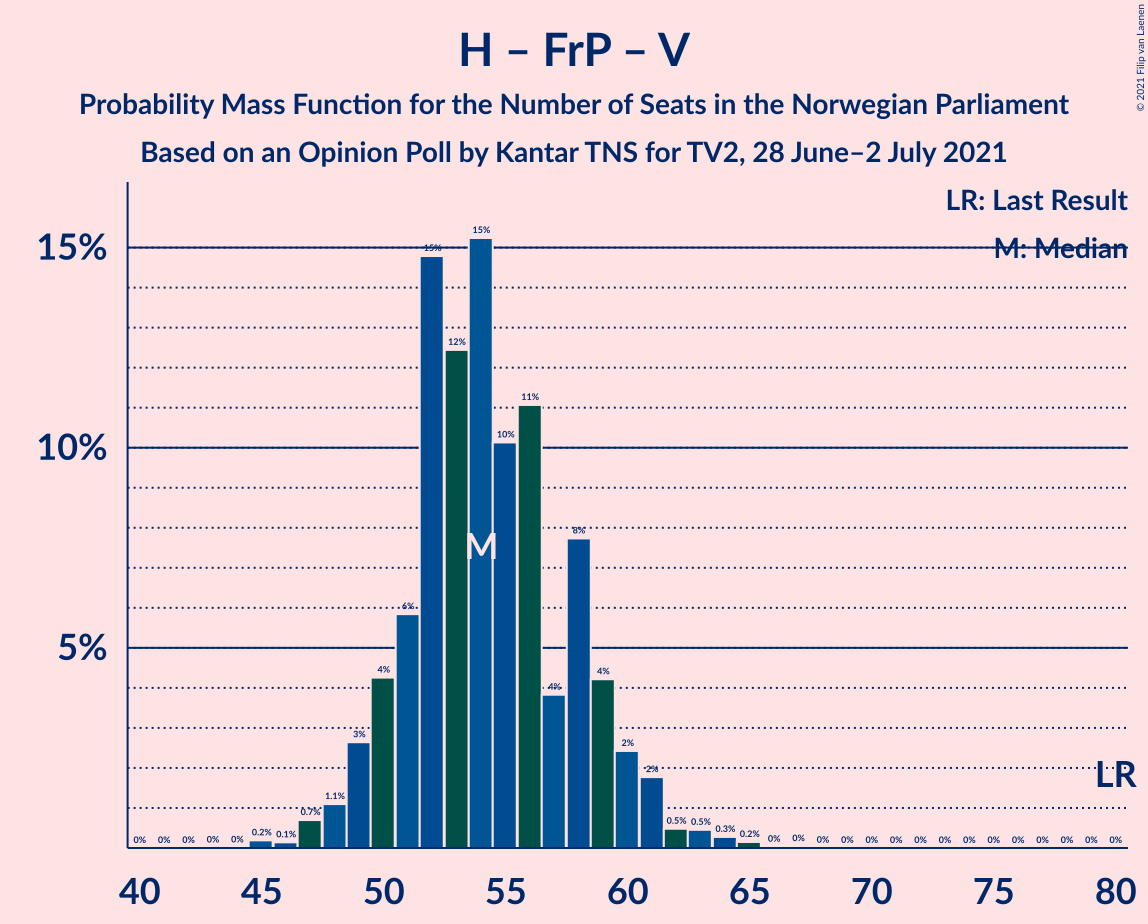 H – FrP – V
Probability Mass Function for the Number of Seats in the Norwegian Parliament
Based on an Opinion Poll by Kantar TNS for TV2, 28 June–2 July 2021
© 2021 Filip van Laenen
LR: Last Result
M: Median
15%
10%
5%
0% 0% 0% 0% 0% 0.2% 0.1% 0.7% 1.1% 3% 4% 6% 15% 12% 15% 10% 11% 4% 8% 4% 2% 2% 0.5% 0.5% 0.3% 0.2% 0% 0% 0% 0% 0% 0% 0% 0% 0% 0% 0% 0% 0% 0% 0%
M
LR
40 45 50 55 60 65 70 75 80